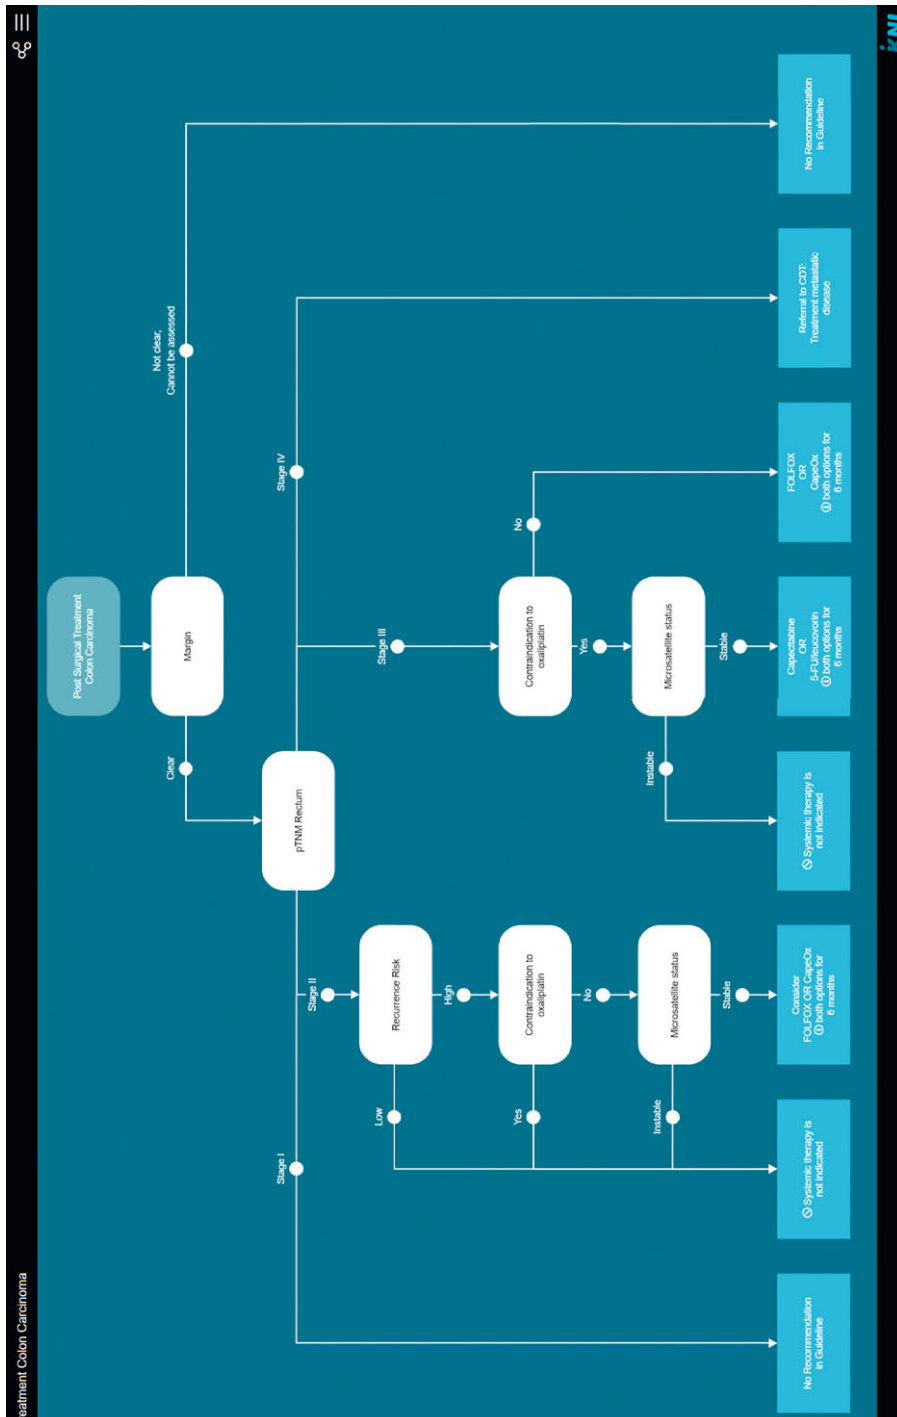 eatment Colon Carcinoma
Post Surgical Treatment
Colon Carcinoma
Margin
Clear
Not clear,
Cannot be assessed
pTNM Rectum
Stage I
Stage II
Stage III
Stage IV
Recurrence Risk
Low
High
Contraindication to
oxaliplatin
Yes
No
Microsatellite status
Instable
Stable
Contraindication to
oxaliplatin
Yes
No
Microsatellite status
Instable
Stable
No Recommendation
in Guideline
Systemic therapy is
not indicated
Consider
FOLFOX OR CapeOx
ⓘ both options for
6 months
Systemic therapy is
not indicated
Capecitabine
OR
5-FU/leucovorin
ⓘ both options for
6 months
FOLFOX
OR
CapeOx
ⓘ both options for
6 months
Referral to CDT:
Treatment metastatic
disease
No Recommendation
in Guideline